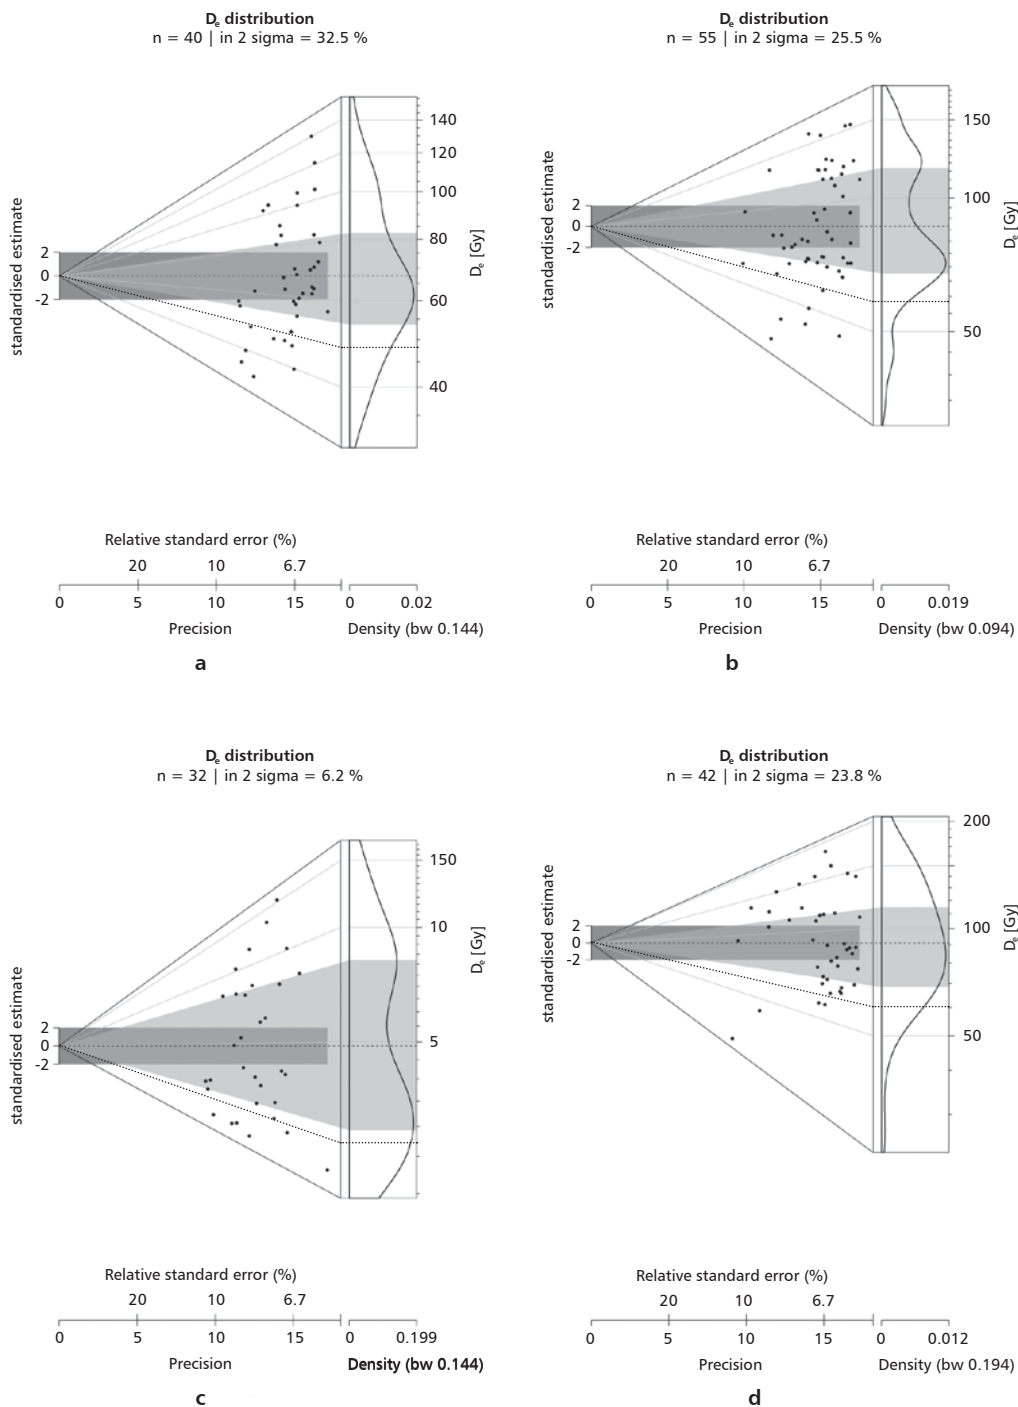 Dₑ distribution
n = 40 | in 2 sigma = 32.5 %
standardised estimate
2
0
-2
140
120
100
80
60
40
Dₑ [Gy]
Relative standard error (%)
20 10 6.7
0 5 10 15 0 0.02
Precision Density (bw 0.144)
a
Dₑ distribution
n = 55 | in 2 sigma = 25.5 %
standardised estimate
2
0
-2
150
100
50
Dₑ [Gy]
Relative standard error (%)
20 10 6.7
0 5 10 15 0 0.019
Precision Density (bw 0.094)
b
Dₑ distribution
n = 32 | in 2 sigma = 6.2 %
standardised estimate
2
0
-2
150
10
5
Dₑ [Gy]
Relative standard error (%)
20 10 6.7
0 5 10 15 0 0.199
Precision Density (bw 0.144)
c
Dₑ distribution
n = 42 | in 2 sigma = 23.8 %
standardised estimate
2
0
-2
200
100
50
Dₑ [Gy]
Relative standard error (%)
20 10 6.7
0 5 10 15 0 0.012
Precision Density (bw 0.194)
d